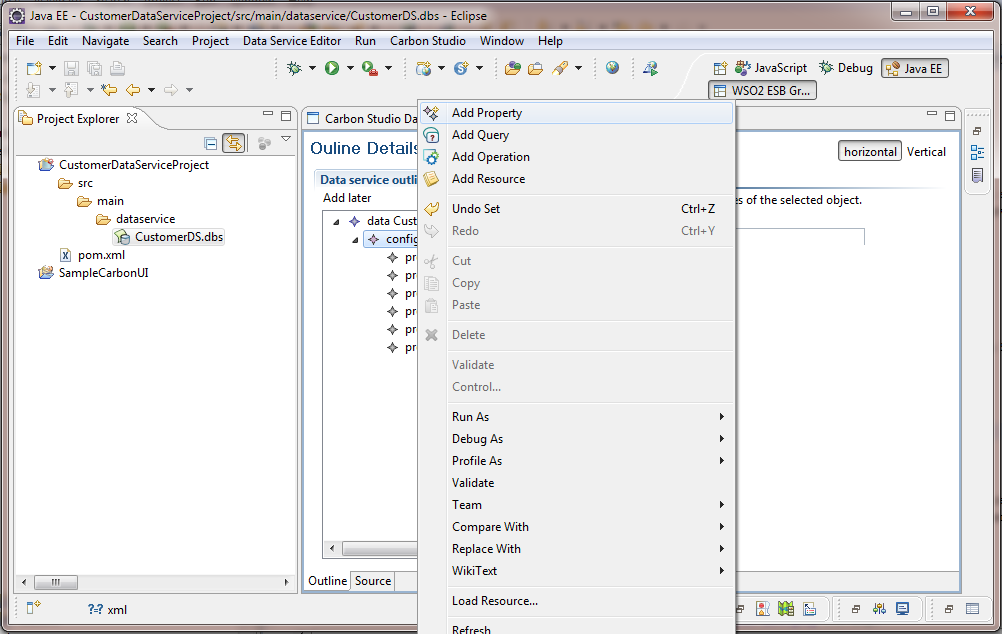 Java EE - CustomerDataServiceProject/src/main/dataservice/CustomerDS.dbs - Eclipse
File Edit Navigate Search Project Data Service Editor Run Carbon Studio Window Help
JavaScript Debug Java EE
WSO2 ESB Gr...
Project Explorer
CustomerDataServiceProject
src
main
dataservice
CustomerDS.dbs
pom.xml
SampleCarbonUI
Carbon Studio Da
Ouline Details
horizontal Vertical
Data service outli
Add later
es of the selected object.
data Cust
config
pr
pr
pr
pr
pr
pr
Outline Source
Add Property
Add Query
Add Operation
Add Resource
Undo Set Ctrl+Z
Redo Ctrl+Y
Cut
Copy
Paste
Delete
Validate
Control...
Run As
Debug As
Profile As
Validate
Team
Compare With
Replace With
WikiText
Load Resource...
Refresh
?-? xml